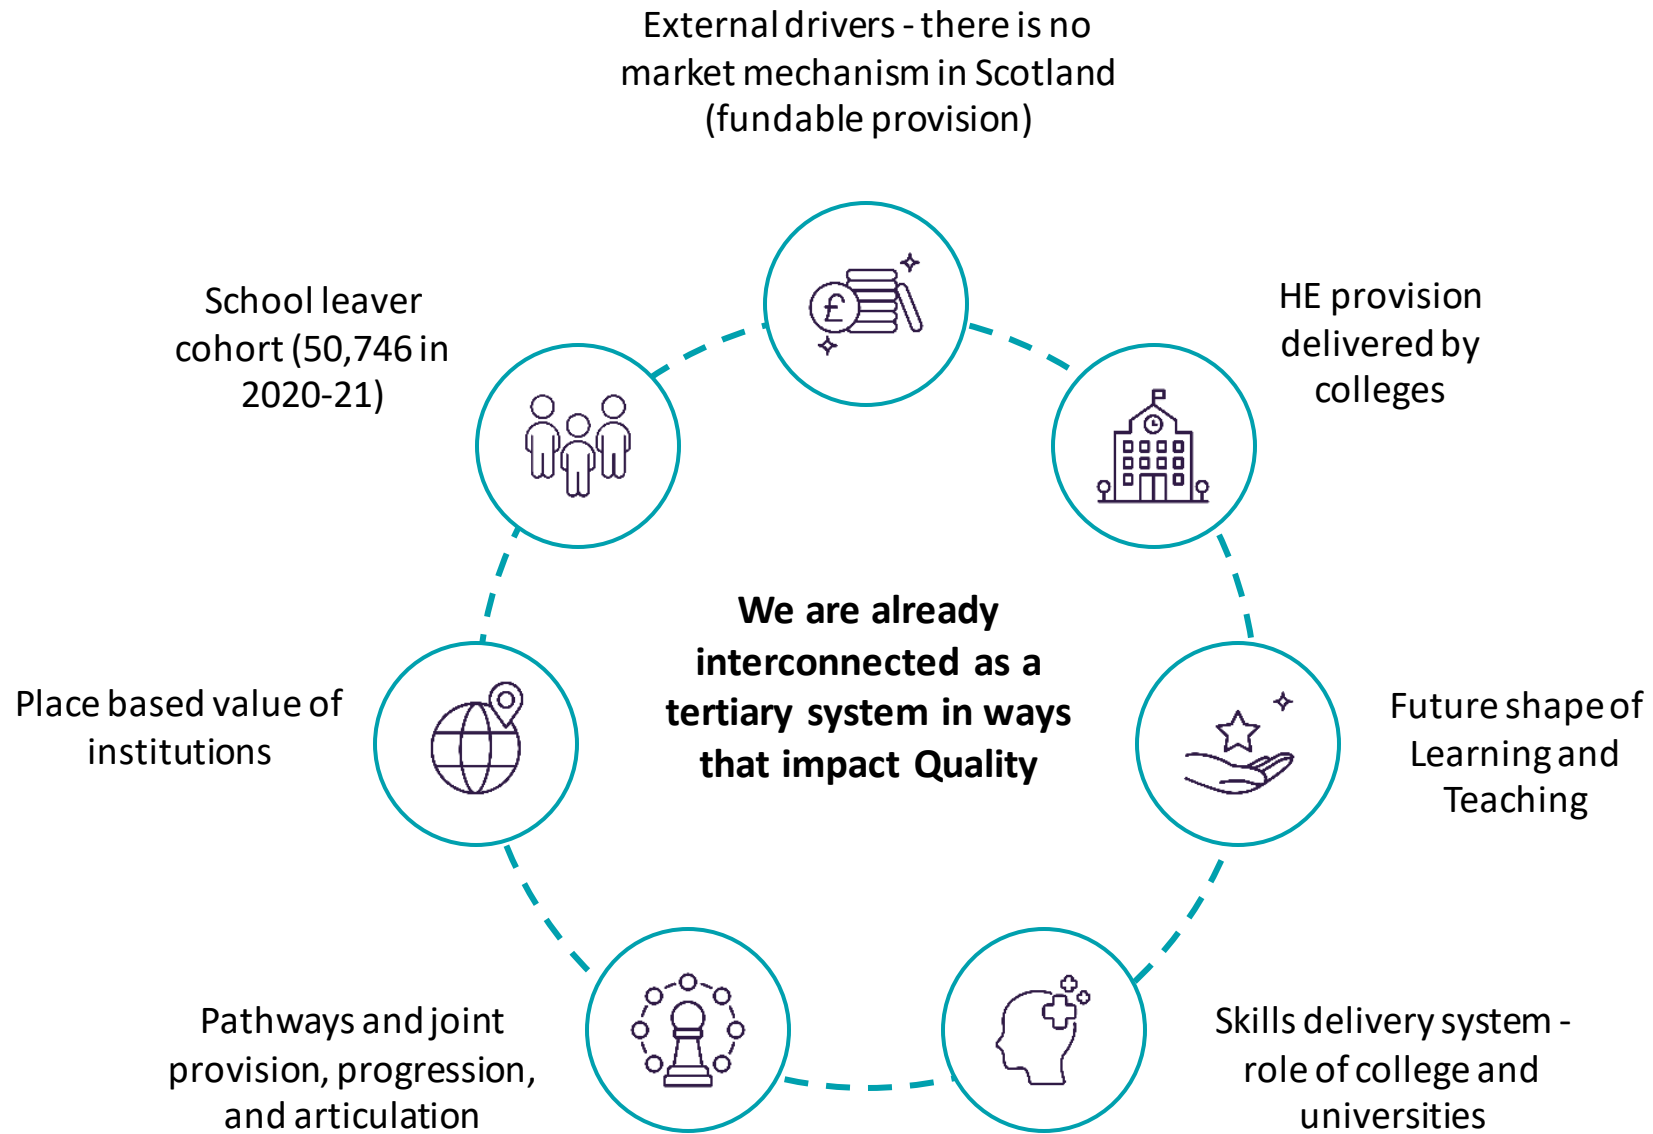 External drivers - there is no
market mechanism in Scotland
(fundable provision)
HE provision
delivered by
colleges
Future shape of
Learning and
Teaching
Skills delivery system -
role of college and
universities
Pathways and joint
provision, progression,
and articulation
Place based value of
institutions
School leaver
cohort (50,746 in
2020-21)
£
We are already
interconnected as a
tertiary system in ways
that impact Quality